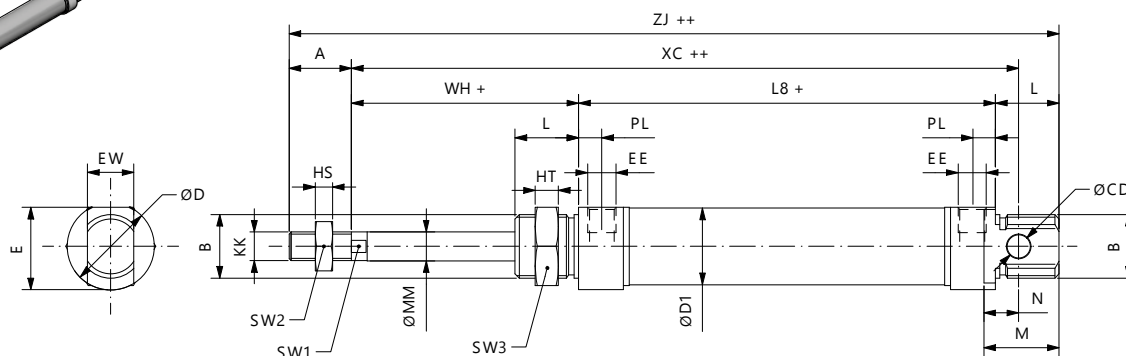 ZJ ++
A
XC ++
WH +
L8 +
L
L
PL
PL
EW
HS
HT
EE
EE
ØD
ØCD
E
B
KK
B
ØMM
ØD1
N
SW2
M
SW1
SW3